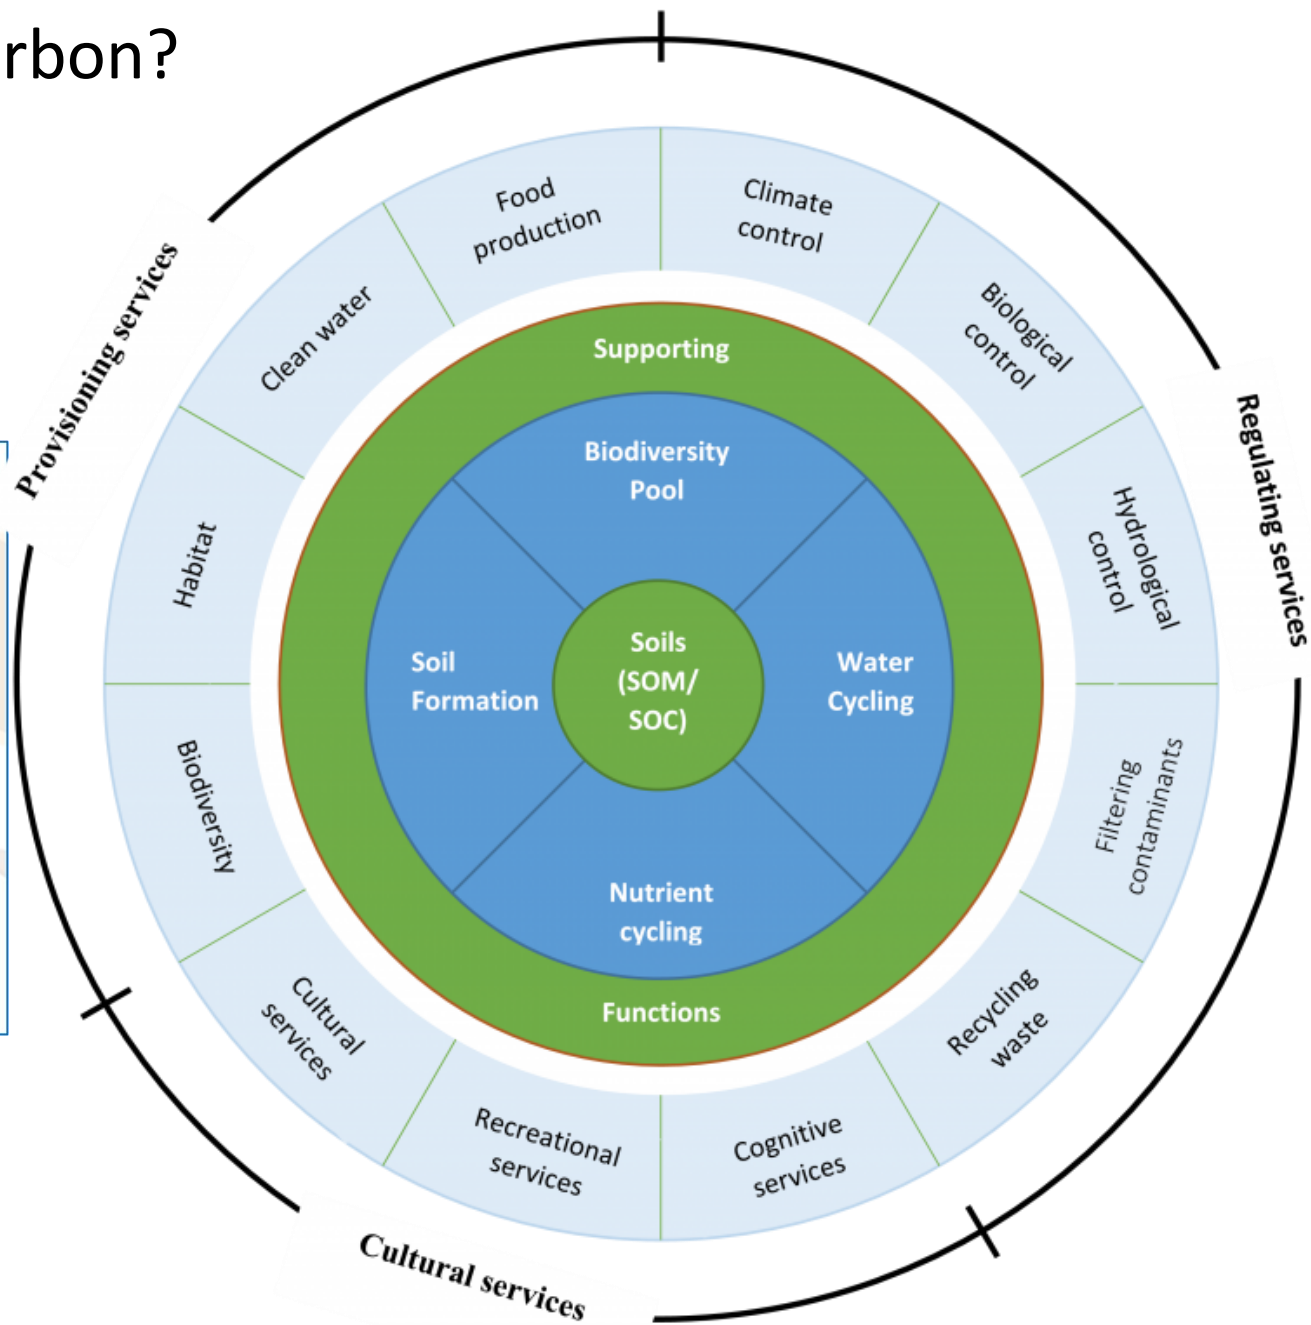 rbon?
Provisioning services
Regulating services
Cultural services
Food
production
Climate
control
Biological
control
Hydrological
control
Filtering
contaminants
Recycling
waste
Cognitive
services
Recreational
services
Cultural
services
Biodiversity
Habitat
Clean water
Supporting
Biodiversity
Pool
Water
Cycling
Nutrient
cycling
Soil
Formation
Soils
(SOM/
SOC)
Functions